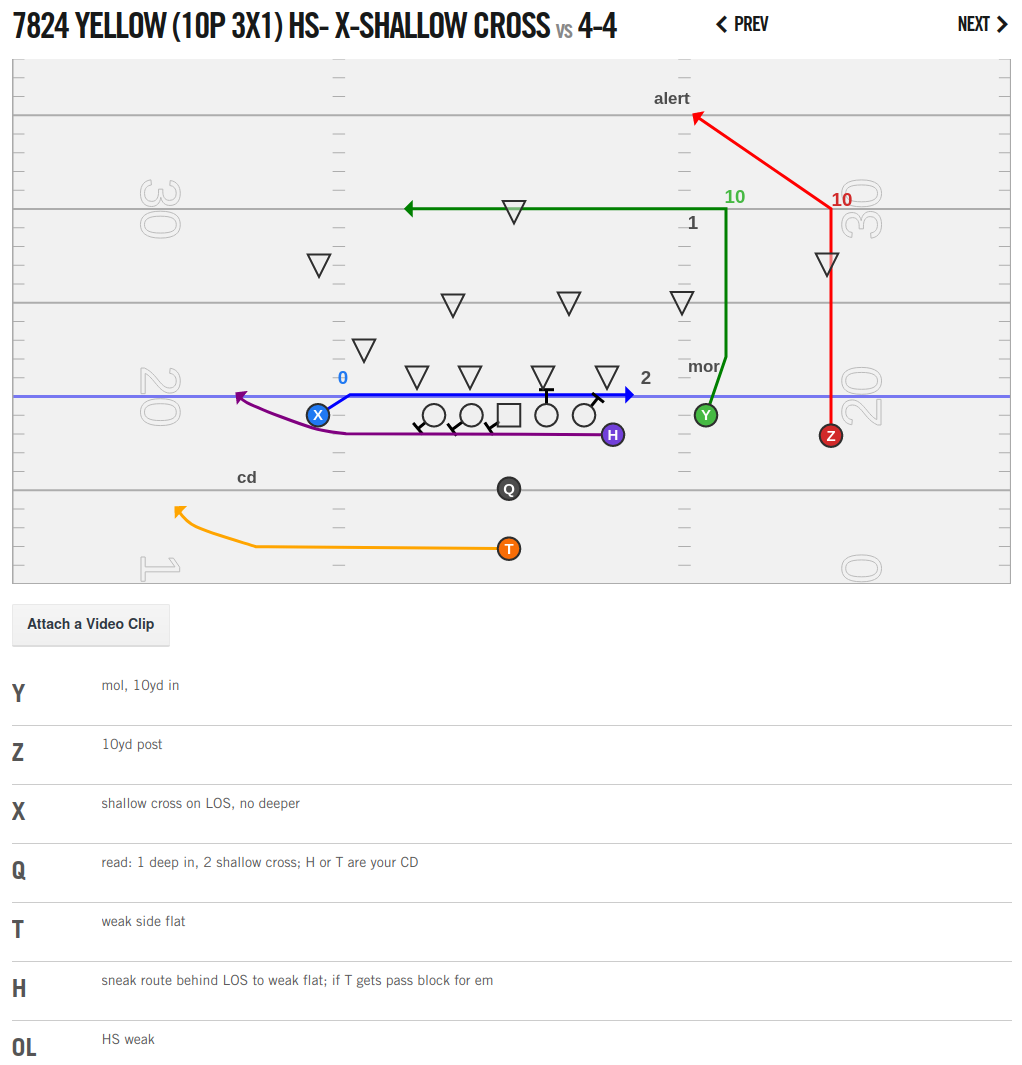 7824 YELLOW (10P 3X1) HS- X-SHALLOW CROSS VS 4-4
PREV
NEXT
alert
30
30
10
10
1
mor
20
20
0
2
X
Y
Z
H
cd
Q
T
1
0
Attach a Video Clip
Y mol, 10yd in
Z 10yd post
X shallow cross on LOS, no deeper
Q read: 1 deep in, 2 shallow cross; H or T are your CD
T weak side flat
H sneak route behind LOS to weak flat; if T gets pass block for em
OL HS weak